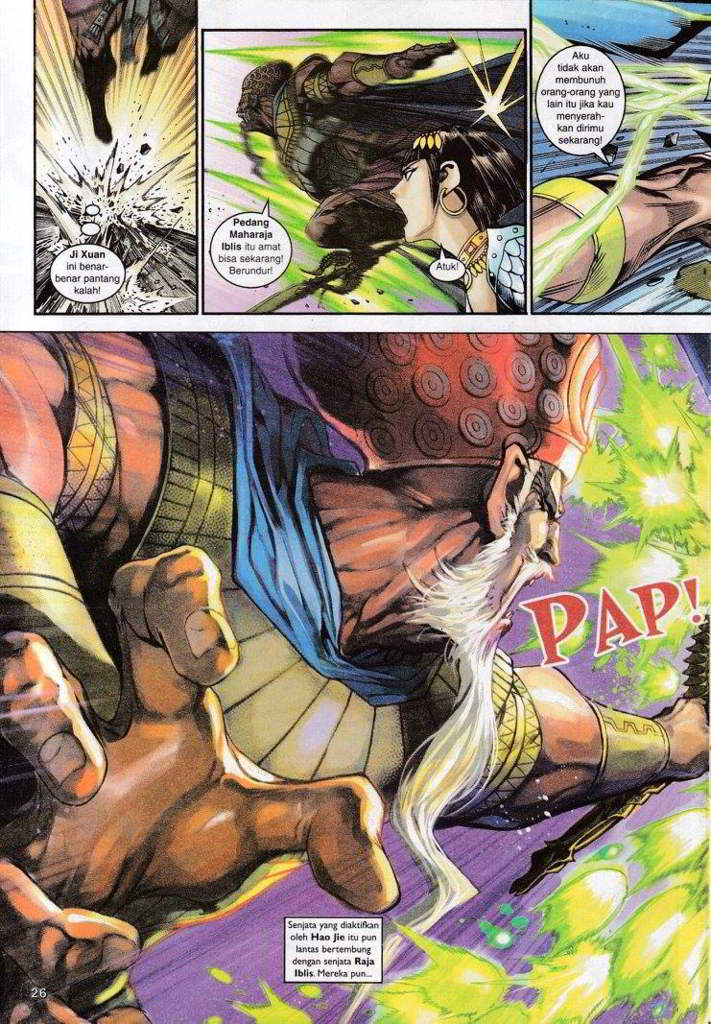 Ji Xuan
ini benar-
benar pantang
kalah!
Pedang
Maharaja
Iblis itu amat
bisa sekarang!
Berundur!
Atuk!
Aku
tidak akan
membunuh
orang-orang yang
lain itu jika kau
menyerah-
kan dirimu
sekarang!
PAP!
Senjata yang diaktifkan
oleh Hao Jie itu pun
lantas bertembung
dengan senjata Raja
Iblis. Mereka pun...
26